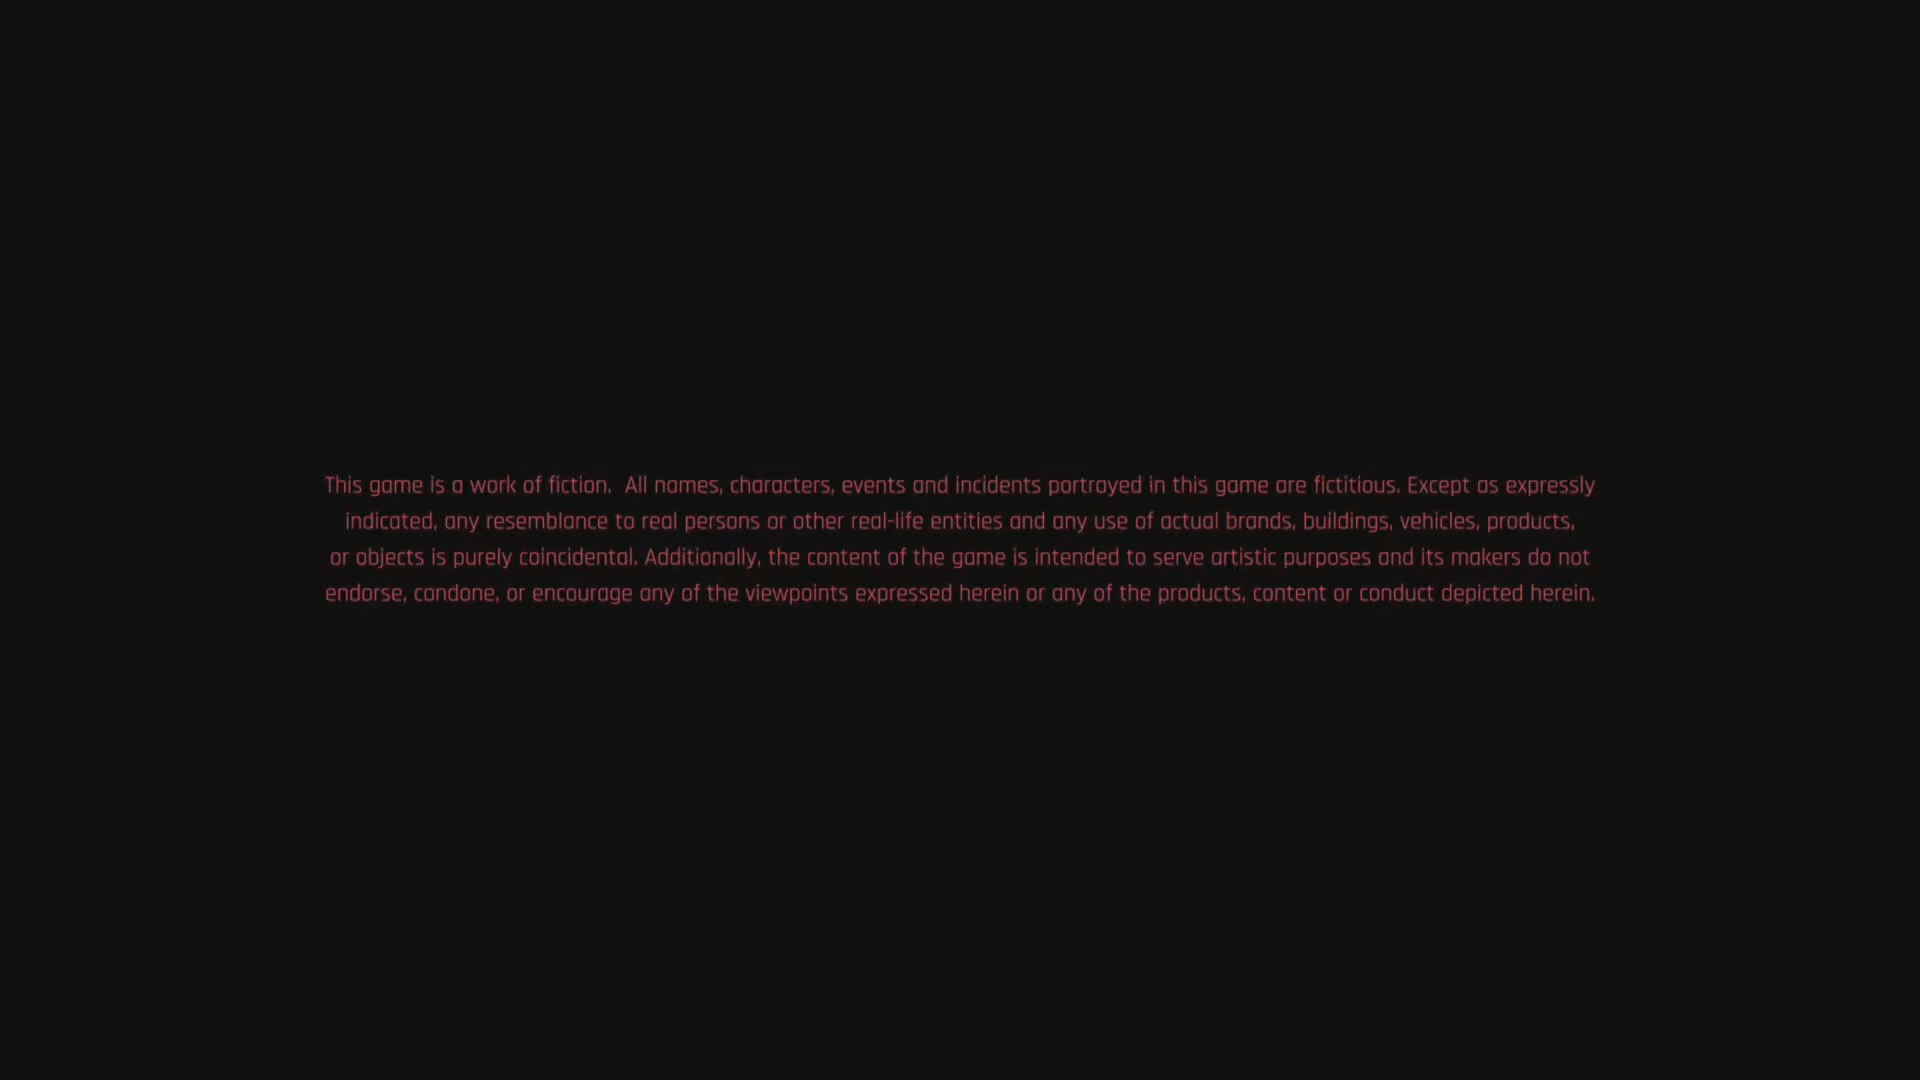 This game is a work of fiction.  All names, characters, events and incidents portrayed in this game are fictitious. Except as expressly
indicated, any resemblance to real persons or other real-life entities and any use of actual brands, buildings, vehicles, products,
or objects is purely coincidental. Additionally, the content of the game is intended to serve artistic purposes and its makers do not
endorse, condone, or encourage any of the viewpoints expressed herein or any of the products, content or conduct depicted herein.